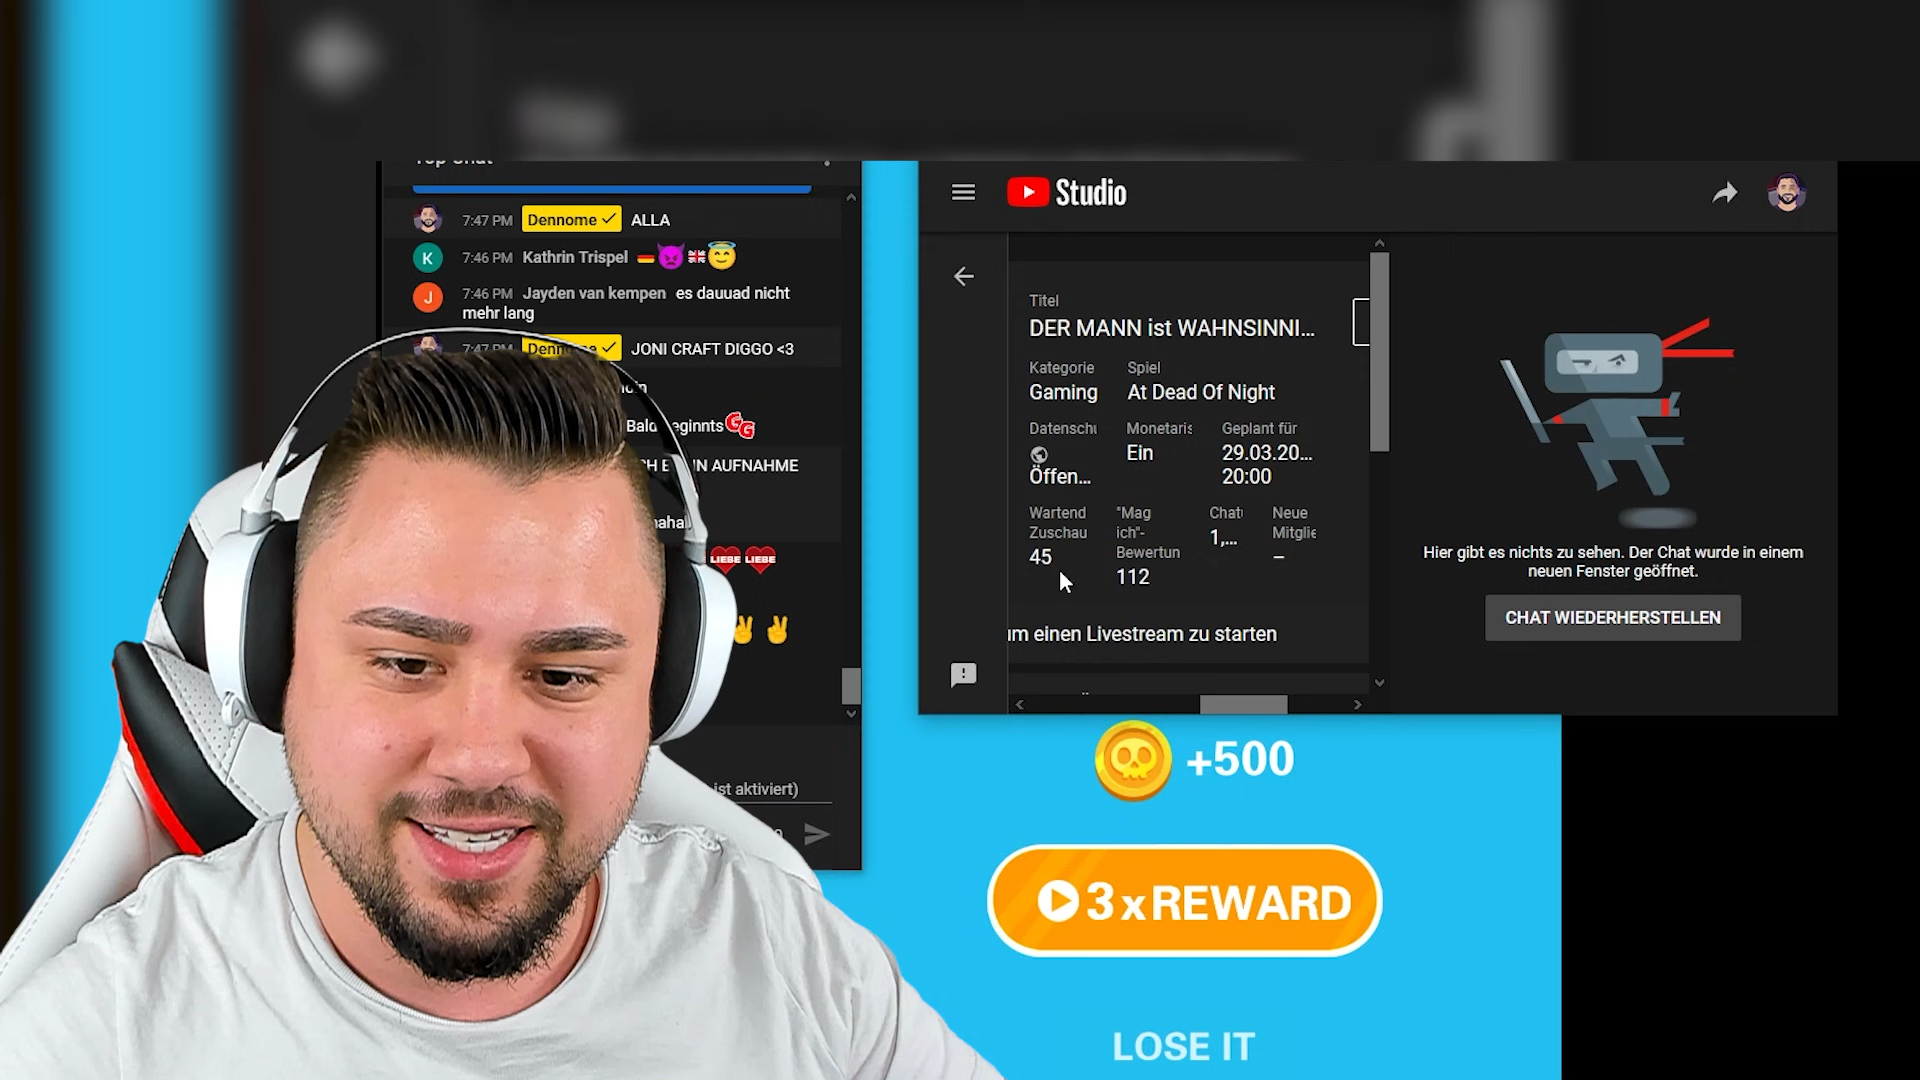 7:47 PM Dennome ALLA
7:46 PM Kathrin Trispel
7:46 PM Jayden van kempen es dauuad nicht
mehr lang
7:47 PM JONI CRAFT DIGGO <3
GG
IN AUFNAHME
LIEBE LIEBE
ist aktiviert)
Studio
Titel
DER MANN ist WAHNSINNI...
Kategorie Spiel
Gaming At Dead Of Night
Datenschu Monetaris Geplant für
Öffen... Ein 29.03.20...
20:00
Wartend "Mag Chat Neue
Zuschau ich"- Mitglie
Bewertun
45 112 1,... –
um einen Livestream zu starten
Hier gibt es nichts zu sehen. Der Chat wurde in einem
neuen Fenster geöffnet.
CHAT WIEDERHERSTELLEN
+500
3xREWARD
LOSE IT